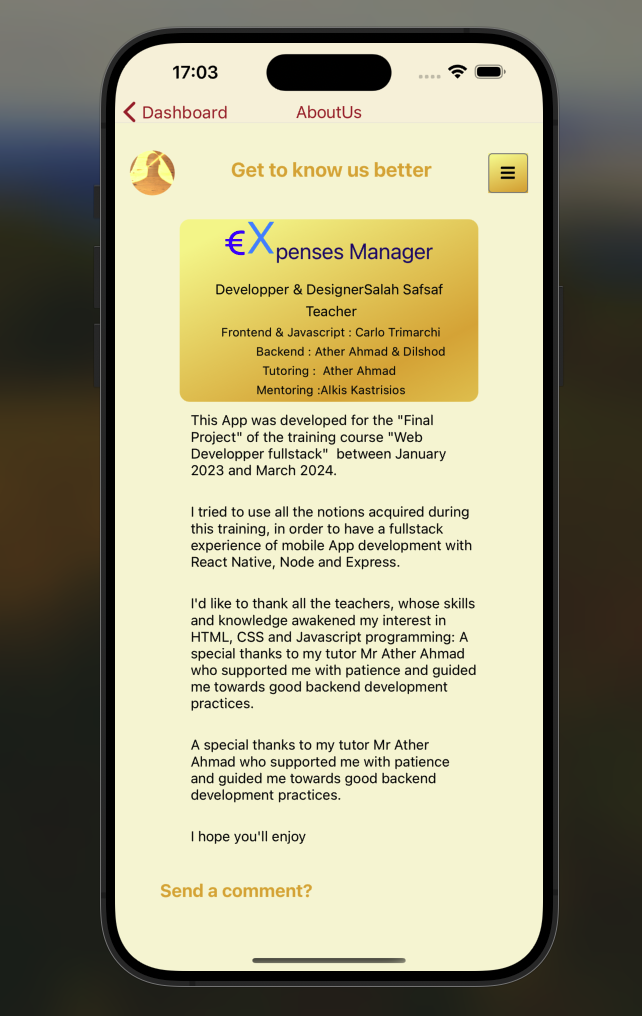 17:03
Dashboard
AboutUs
Get to know us better
€Xpenses Manager
Developper & DesignerSalah Safsaf
Teacher
Frontend & Javascript : Carlo Trimarchi
Backend : Ather Ahmad & Dilshod
Tutoring :  Ather Ahmad
Mentoring :Alkis Kastrisios
This App was developed for the "Final
Project" of the training course "Web
Developper fullstack"  between January
2023 and March 2024.
I tried to use all the notions acquired during
this training, in order to have a fullstack
experience of mobile App development with
React Native, Node and Express.
I'd like to thank all the teachers, whose skills
and knowledge awakened my interest in
HTML, CSS and Javascript programming: A
special thanks to my tutor Mr Ather Ahmad
who supported me with patience and guided
me towards good backend development
practices.
A special thanks to my tutor Mr Ather
Ahmad who supported me with patience
and guided me towards good backend
development practices.
I hope you'll enjoy
Send a comment?